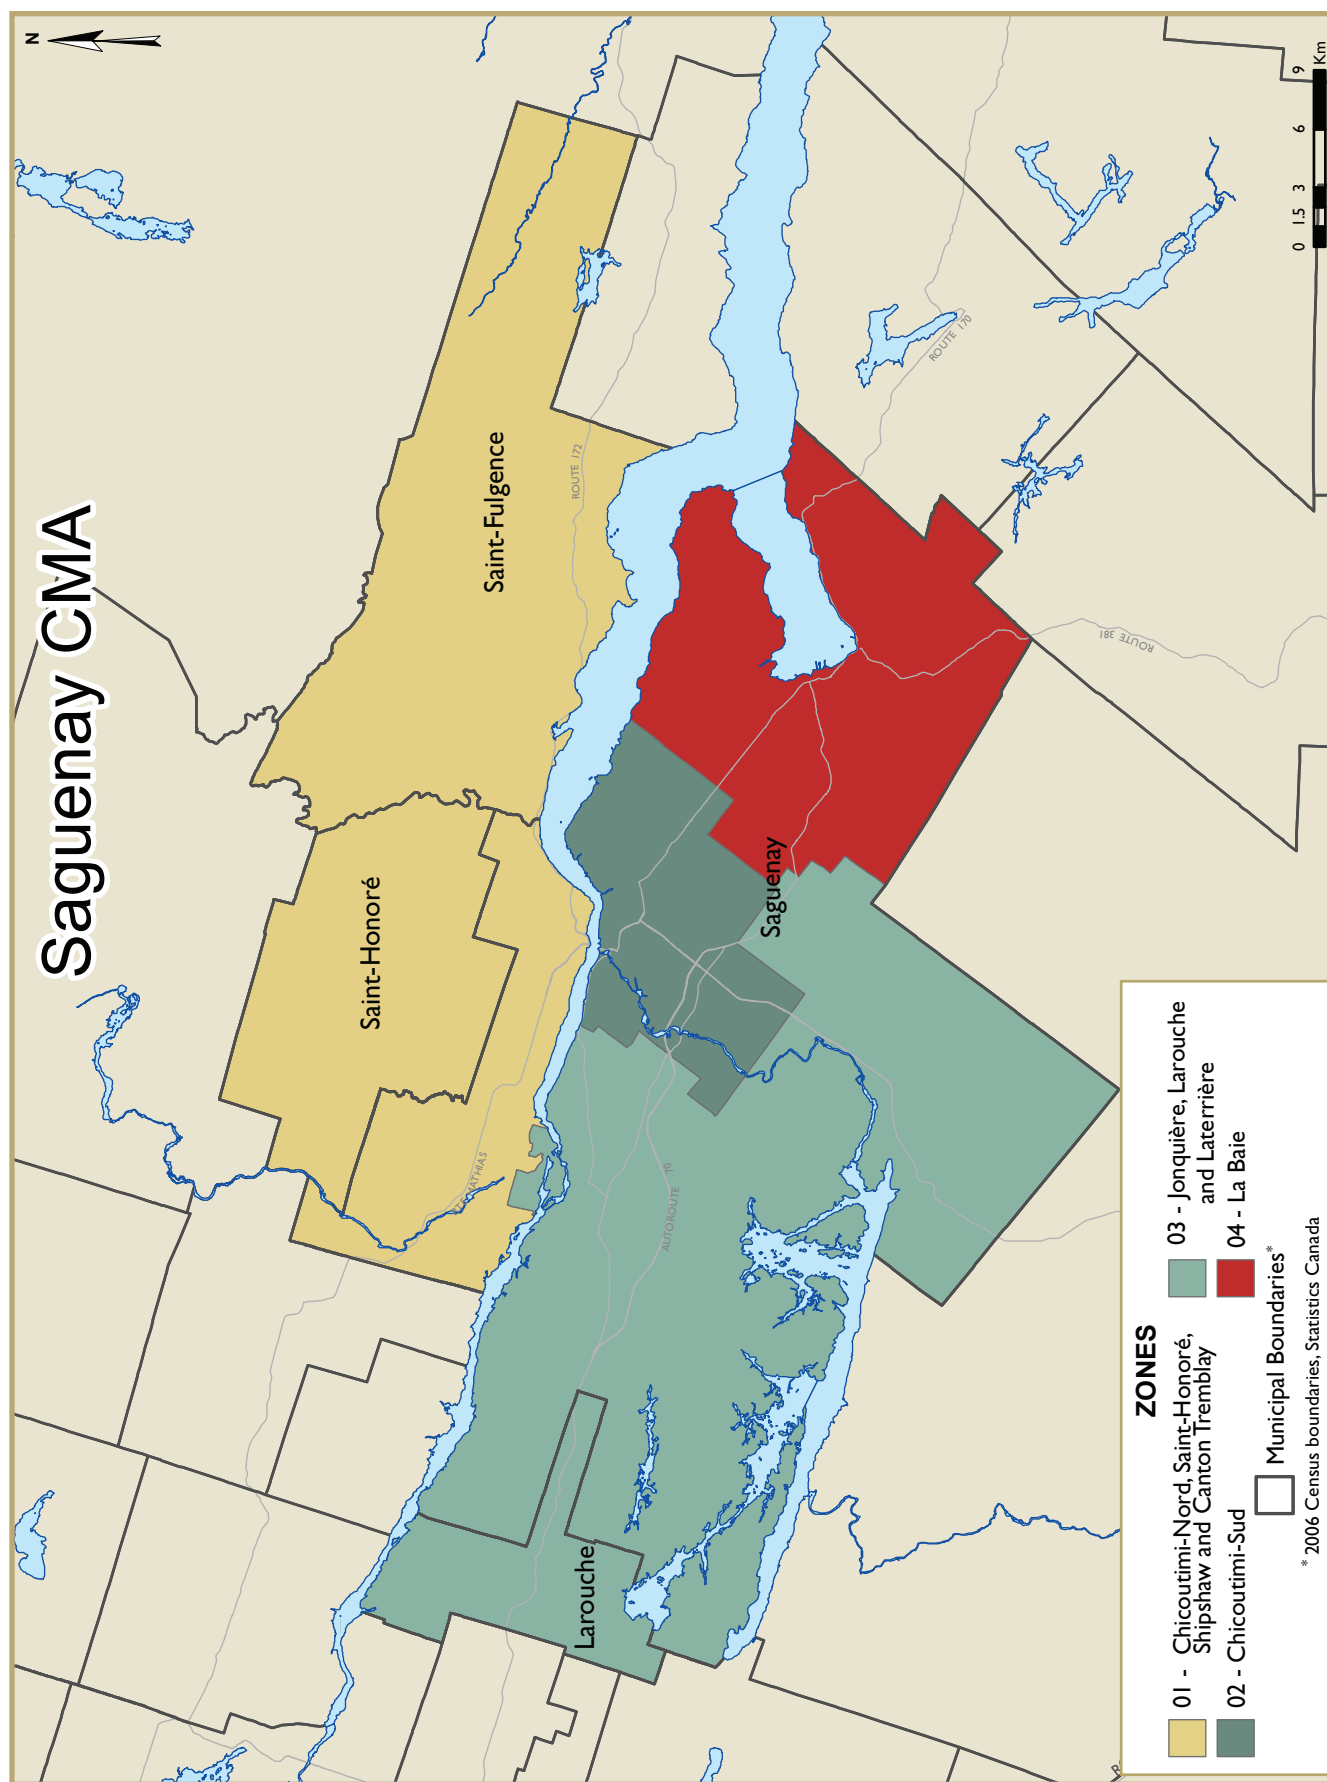 Saguenay CMA
N
Saint-Honoré
Saint-Fulgence
STE-MATHIAS
ROUTE 172
AUTOROUTE 70
Larouche
Saguenay
ROUTE 170
ROUTE 381
ZONES
01 - Chicoutimi-Nord, Saint-Honoré,
Shipshaw and Canton Tremblay
02 - Chicoutimi-Sud
03 - Jonquière, Larouche
and Laterrière
04 - La Baie
Municipal Boundaries*
* 2006 Census boundaries, Statistics Canada
0 1.5 3 6 9
Km